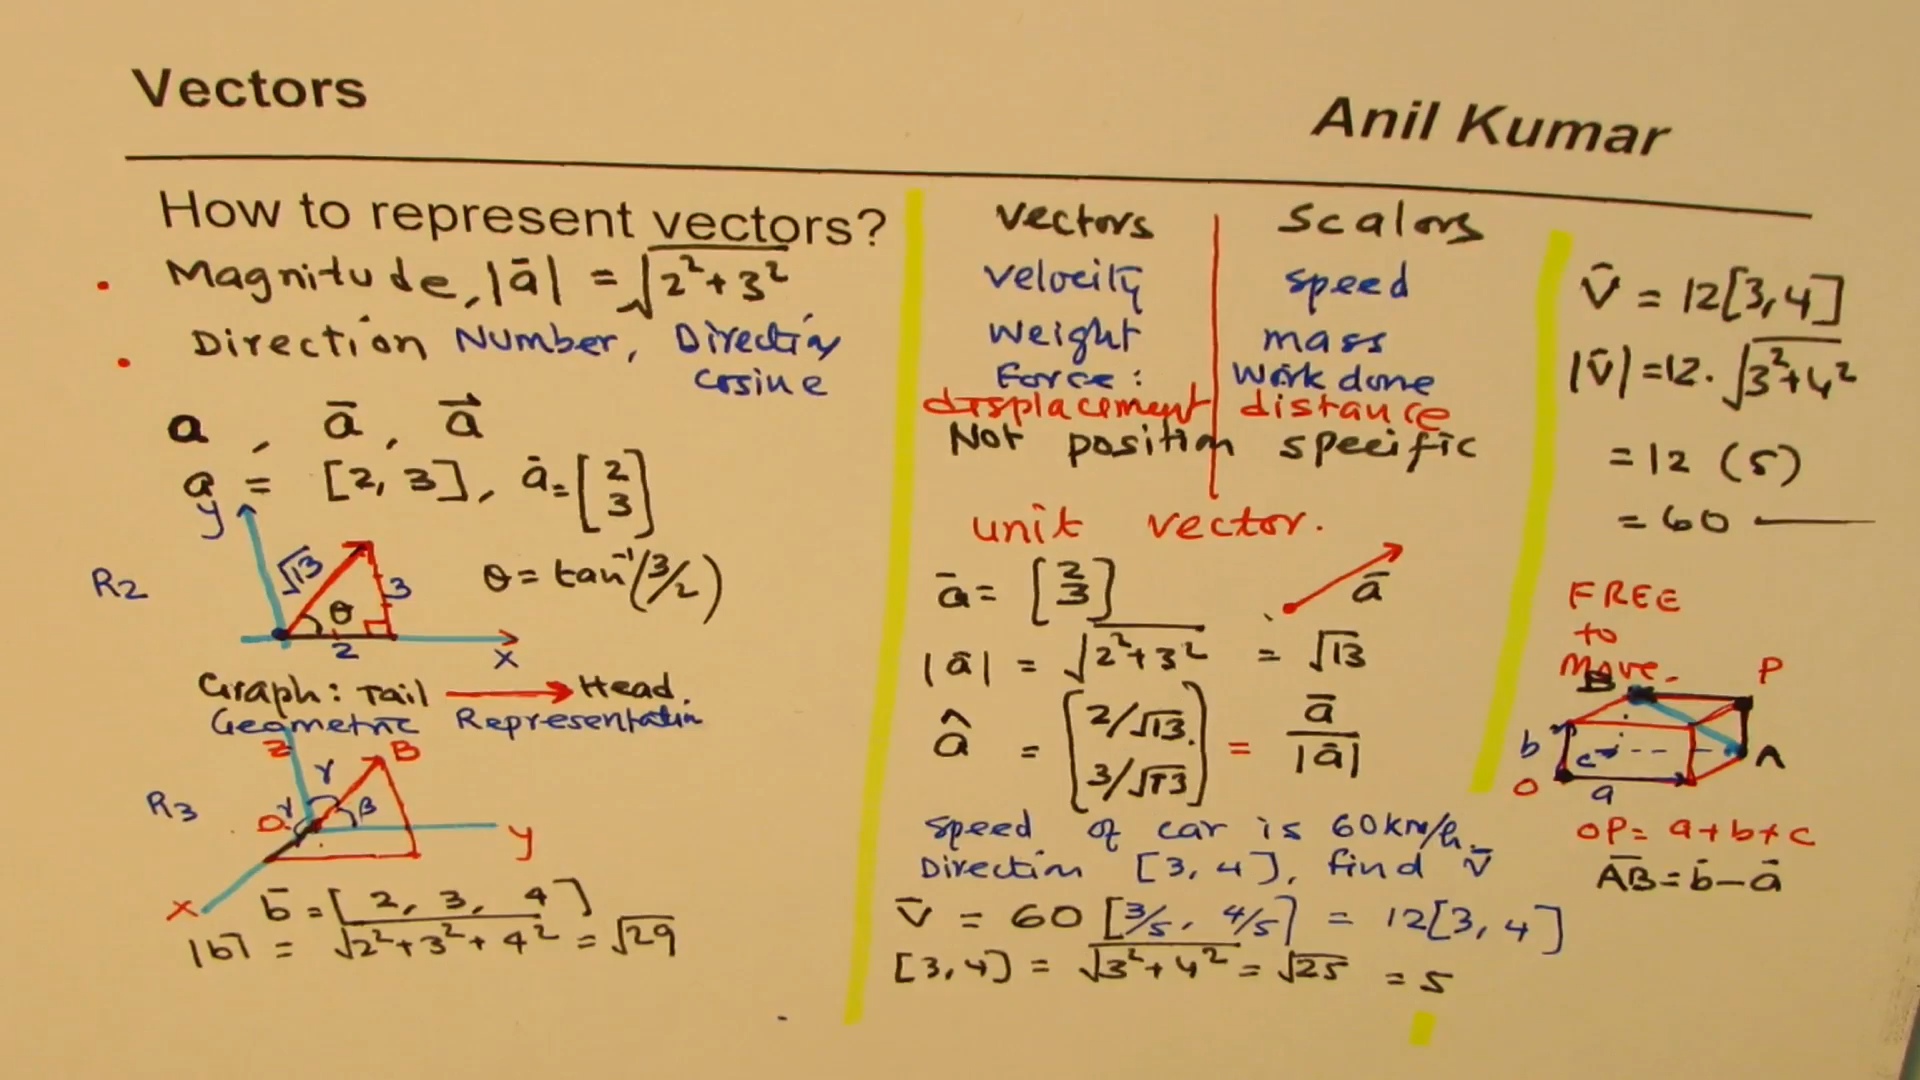 Vectors
Anil Kumar
How to represent vectors?
. Magnitude, |ā| = √2²+3²
. Direction Number, Direction
cosine
a , ā , a⃗
a = [2, 3], ā = [2
3]
y
R2
√13
3
θ
2
x
θ = tan⁻¹(3/2)
Graph: Tail → Head.
Geometric Representation
z
γ
B
R3
O
β
y
x
b̄ = [2, 3, 4]
|b| = √2²+3²+4² = √29
Vectors | Scalors
velocity | speed
Weight | mass
Force: | Work done
displacement | distance
Not position specific
unit vector.
ā = [2
3]
ā
|ā| = √2²+3² = √13
â = [2/√13
3/√13] = ā/|ā|
speed of car is 60km/h.
Direction [3, 4], find v̄
v̄ = 60 [3/5, 4/5] = 12[3, 4]
[3,4] = √3²+4² = √25 = 5
v̄ = 12[3,4]
|v̄| = 12. √3²+4²
= 12 (5)
= 60
FREE
to
Move.
B
P
b
c
A
O
a
OP = a+b+c
AB̄ = b̄ − ā